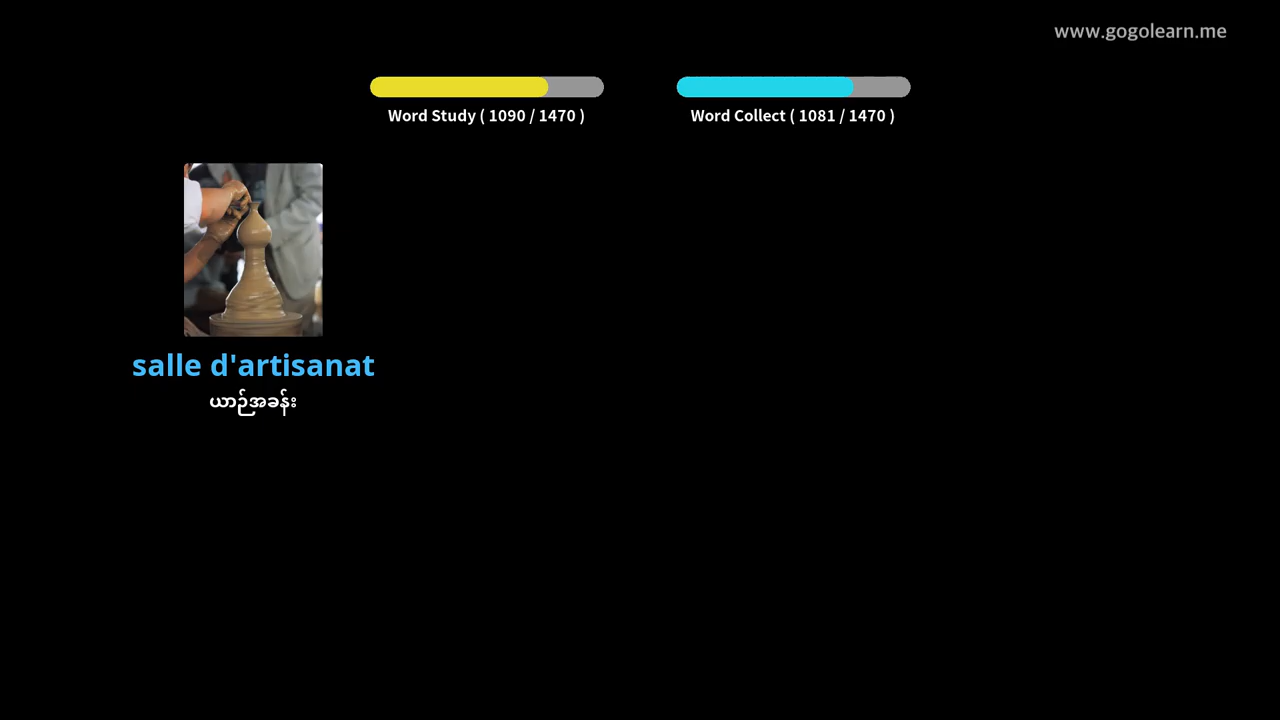 www.gogolearn.me
Word Study ( 1090 / 1470 )
Word Collect ( 1081 / 1470 )
salle d'artisanat
ယာဉ်အခန်း